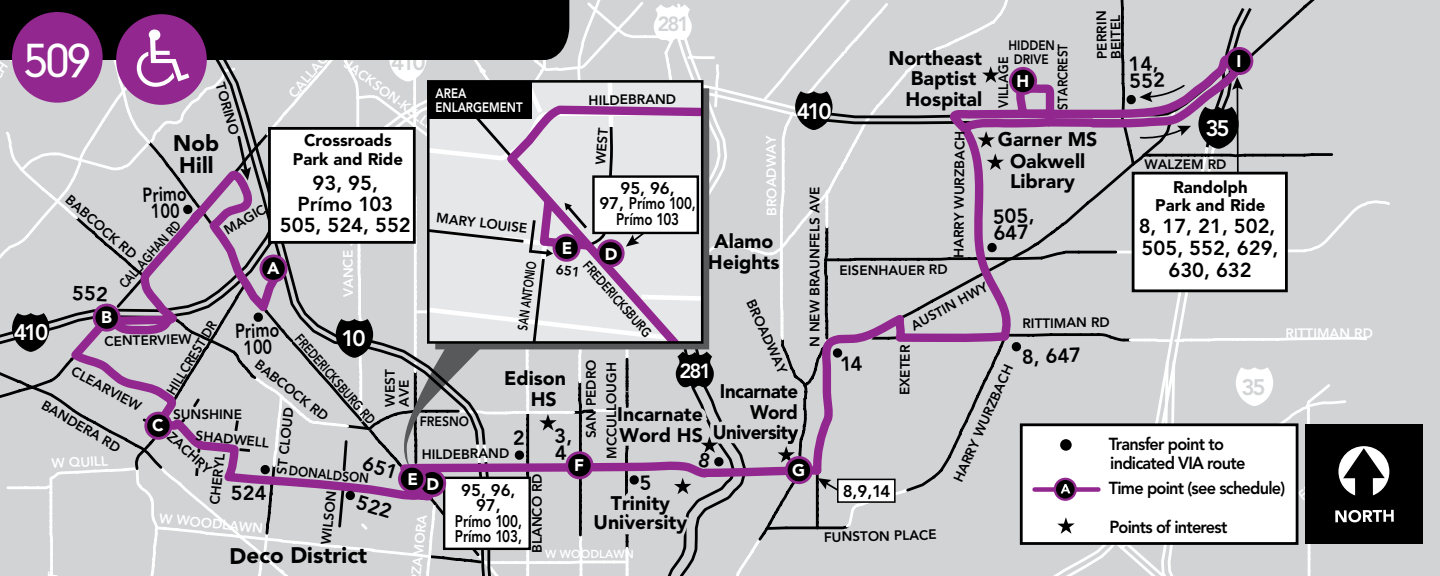 509
281
410
CALLAG
JACKSON-K
TORINO
Nob
Hill
Primo
100
BABCOCK RD
CALLAGHAN RD
MAGIC
Crossroads
Park and Ride
93, 95,
Prímo 103
505, 524, 552
VANCE
A
552
B
410
CENTERVIEW
Primo
100
10
HILLCREST DR
FREDERICKSBURG RD
BABCOCK RD
CLEARVIEW
BANDERA RD
C
SUNSHINE
ZACHRY
SHADWELL
CHERYL
ST CLOUD
W QUILL
524
DONALDSON
WILSON
522
W WOODLAWN
Deco District
ZARZAMORA
WEST
AVE
FRESNO
651
E
D
HILDEBRAND
95, 96,
97,
Prímo 100,
Prímo 103,
AREA
ENLARGEMENT
HILDEBRAND
WEST
95, 96,
97, Prímo 100,
Prímo 103
MARY LOUISE
E
651
D
SAN ANTONIO
FREDERICKSBURG
2
BLANCO RD
Edison
HS
3,
4
F
SAN PEDRO
MCCULLOUGH
W WOODLAWN
Incarnate
Word HS
8
5
Trinity
University
281
Incarnate
Word
University
G
8,9,14
FUNSTON PLACE
Alamo
Heights
BROADWAY
BROADWAY
N NEW BRAUNFELS AVE
14
EXETER
AUSTIN HWY
EISENHAUER RD
RITTIMAN RD
RITTIMAN RD
8, 647
HARRY WURZBACH
HARRY WURZBACH
505,
647
410
Northeast
Baptist
Hospital
VILLAGE
HIDDEN
DRIVE
H
STARCREST
PERRIN
BEITEL
14,
552
I
35
WALZEM RD
Garner MS
Oakwell
Library
Randolph
Park and Ride
8, 17, 21, 502,
505, 552, 629,
630, 632
35
Transfer point to
indicated VIA route
A
Time point (see schedule)
Points of interest
NORTH